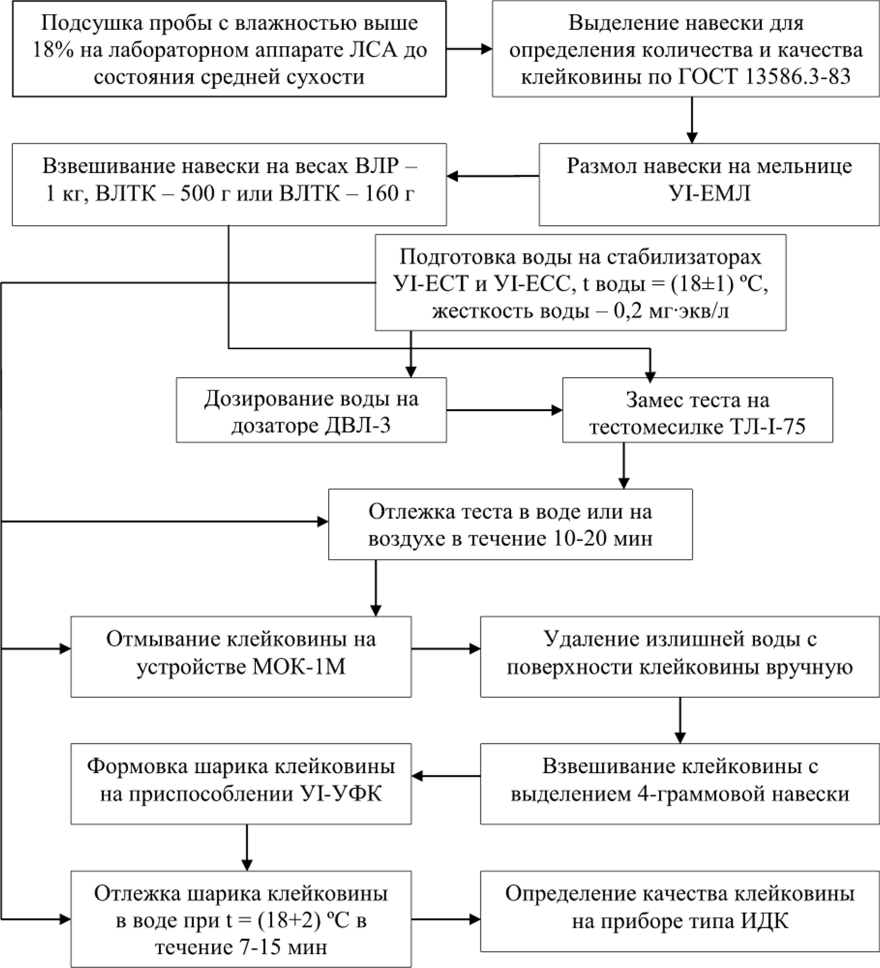 Подсушка пробы с влажностью выше
18% на лабораторном аппарате ЛСА до
состояния средней сухости
Выделение навески для
определения количества и качества
клейковины по ГОСТ 13586.3-83
Взвешивание навески на весах ВЛР –
1 кг, ВЛТК – 500 г или ВЛТК – 160 г
Размол навески на мельнице
УI-ЕМЛ
Подготовка воды на стабилизаторах
УI-ЕСТ и УI-ЕСС, t воды = (18±1) ºС,
жесткость воды – 0,2 мг·экв/л
Дозирование воды на
дозаторе ДВЛ-3
Замес теста на
тестомесилке ТЛ-I-75
Отлежка теста в воде или на
воздухе в течение 10-20 мин
Отмывание клейковины на
устройстве МОК-1М
Удаление излишней воды с
поверхности клейковины вручную
Формовка шарика клейковины
на приспособлении УI-УФК
Взвешивание клейковины с
выделением 4-граммовой навески
Отлежка шарика клейковины
в воде при t = (18+2) ºС в
течение 7-15 мин
Определение качества клейковины
на приборе типа ИДК